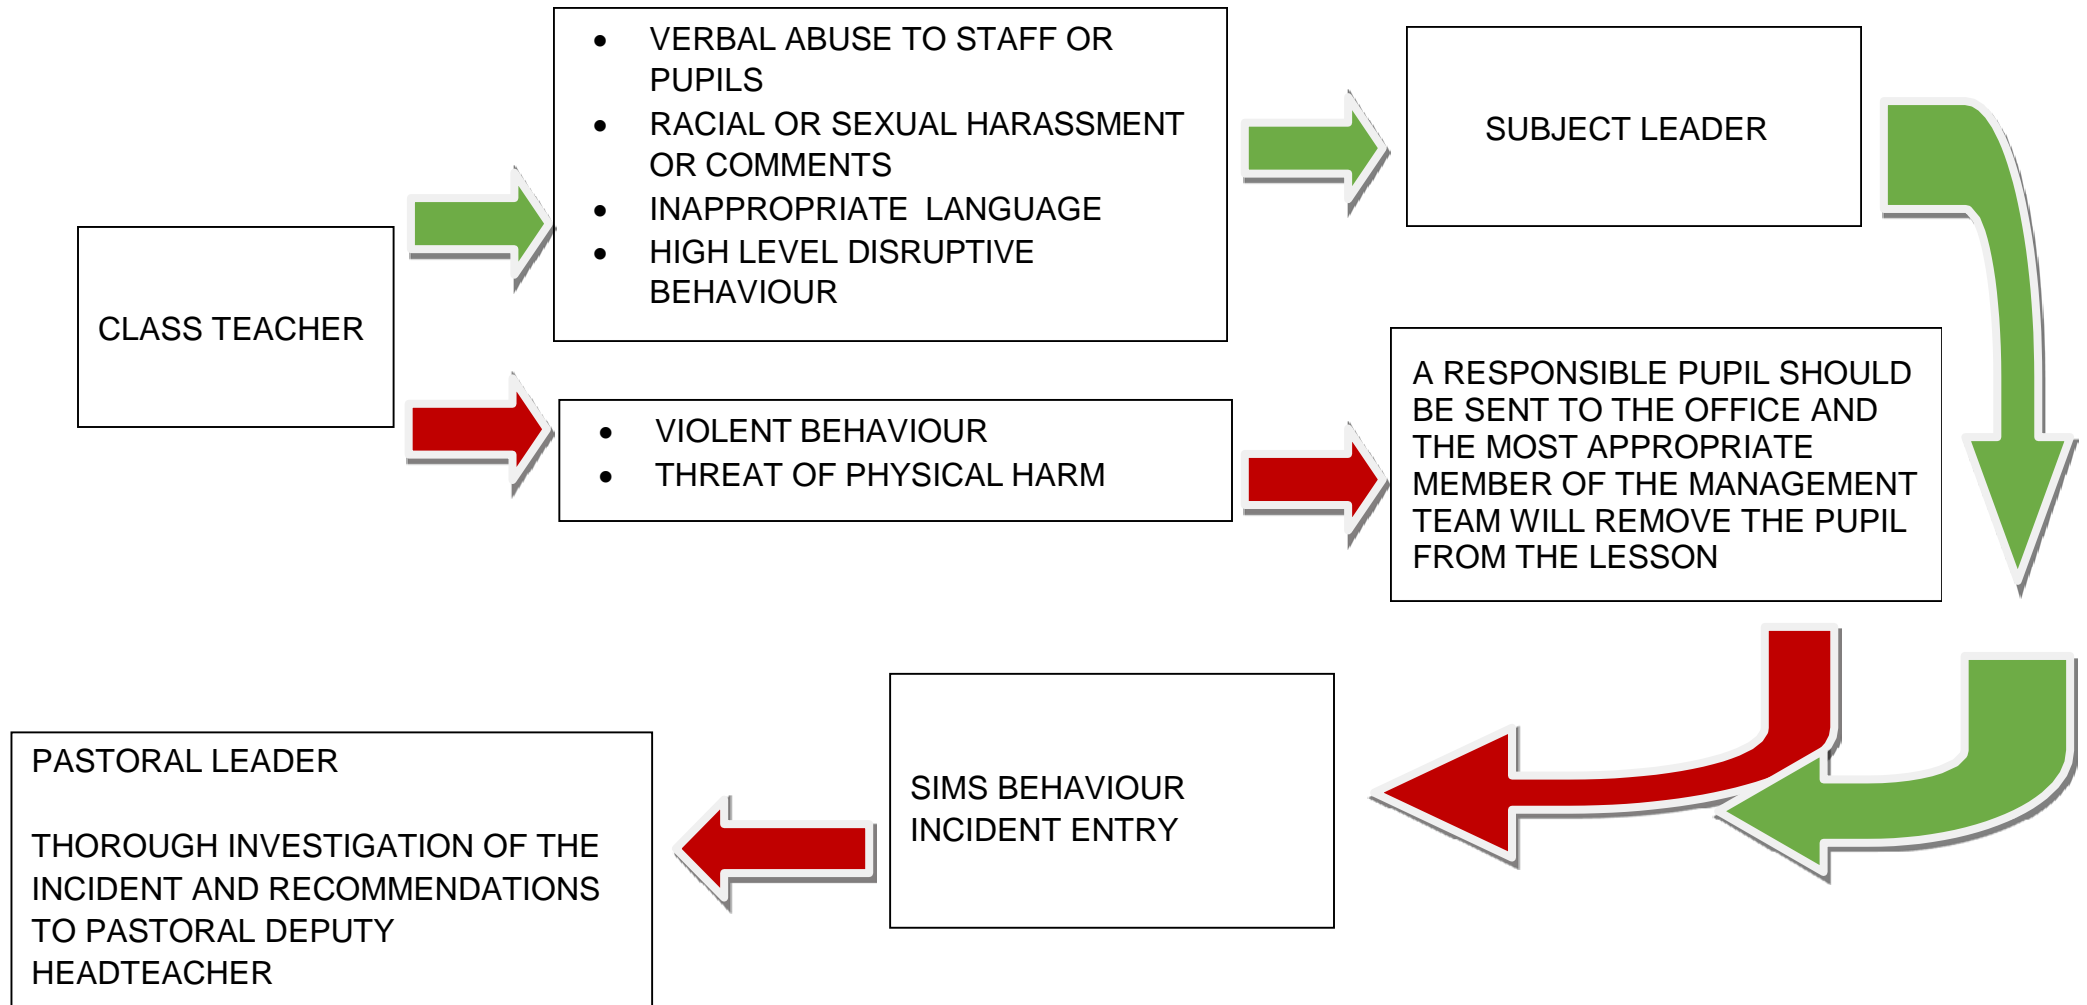 CLASS TEACHER
• VERBAL ABUSE TO STAFF OR
PUPILS
• RACIAL OR SEXUAL HARASSMENT
OR COMMENTS
• INAPPROPRIATE LANGUAGE
• HIGH LEVEL DISRUPTIVE
BEHAVIOUR
SUBJECT LEADER
• VIOLENT BEHAVIOUR
• THREAT OF PHYSICAL HARM
A RESPONSIBLE PUPIL SHOULD
BE SENT TO THE OFFICE AND
THE MOST APPROPRIATE
MEMBER OF THE MANAGEMENT
TEAM WILL REMOVE THE PUPIL
FROM THE LESSON
SIMS BEHAVIOUR
INCIDENT ENTRY
PASTORAL LEADER
THOROUGH INVESTIGATION OF THE
INCIDENT AND RECOMMENDATIONS
TO PASTORAL DEPUTY
HEADTEACHER